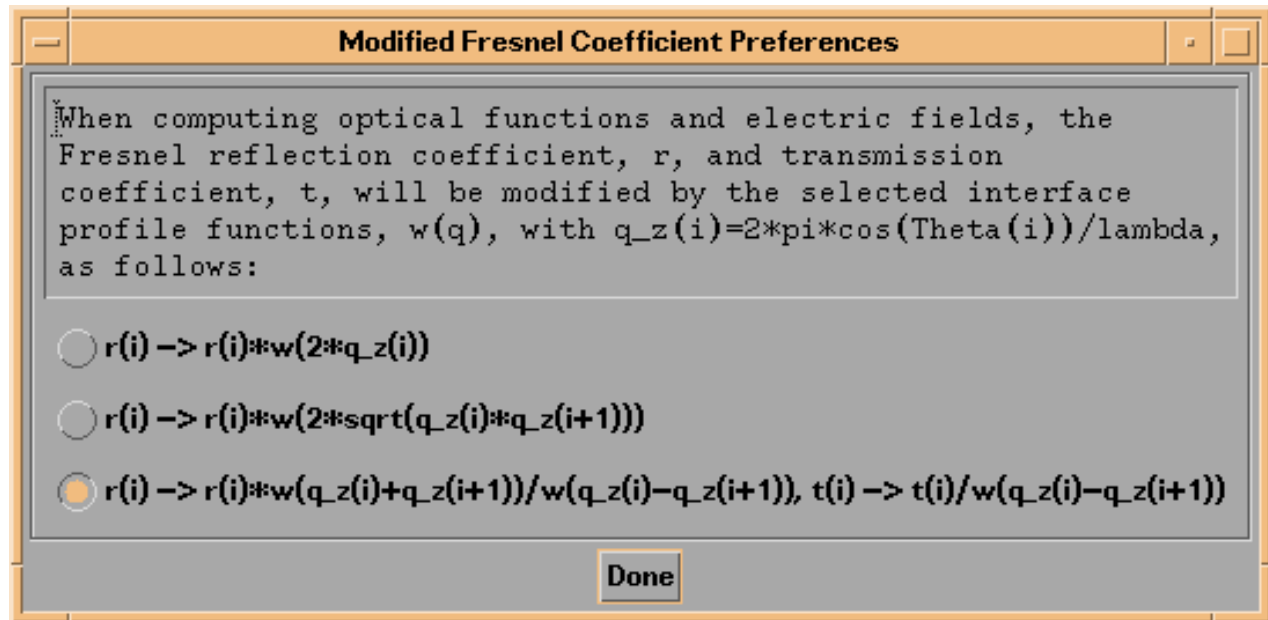 Modified Fresnel Coefficient Preferences
When computing optical functions and electric fields, the
Fresnel reflection coefficient, r, and transmission
coefficient, t, will be modified by the selected interface
profile functions, w(q), with q_z(i)=2*pi*cos(Theta(i))/lambda,
as follows:
r(i) -> r(i)*w(2*q_z(i))
r(i) -> r(i)*w(2*sqrt(q_z(i)*q_z(i+1)))
r(i) -> r(i)*w(q_z(i)+q_z(i+1))/w(q_z(i)-q_z(i+1)), t(i) -> t(i)/w(q_z(i)-q_z(i+1))
Done